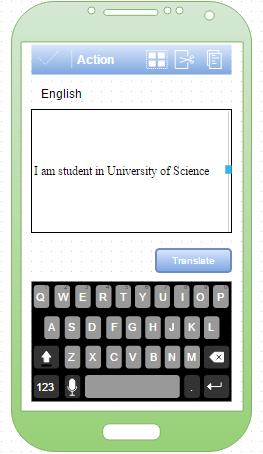 Action
English
I am student in University of Science
Translate
Q W E R T Y U I O P
A S D F G H J K L
Z X C V B N M
123 .